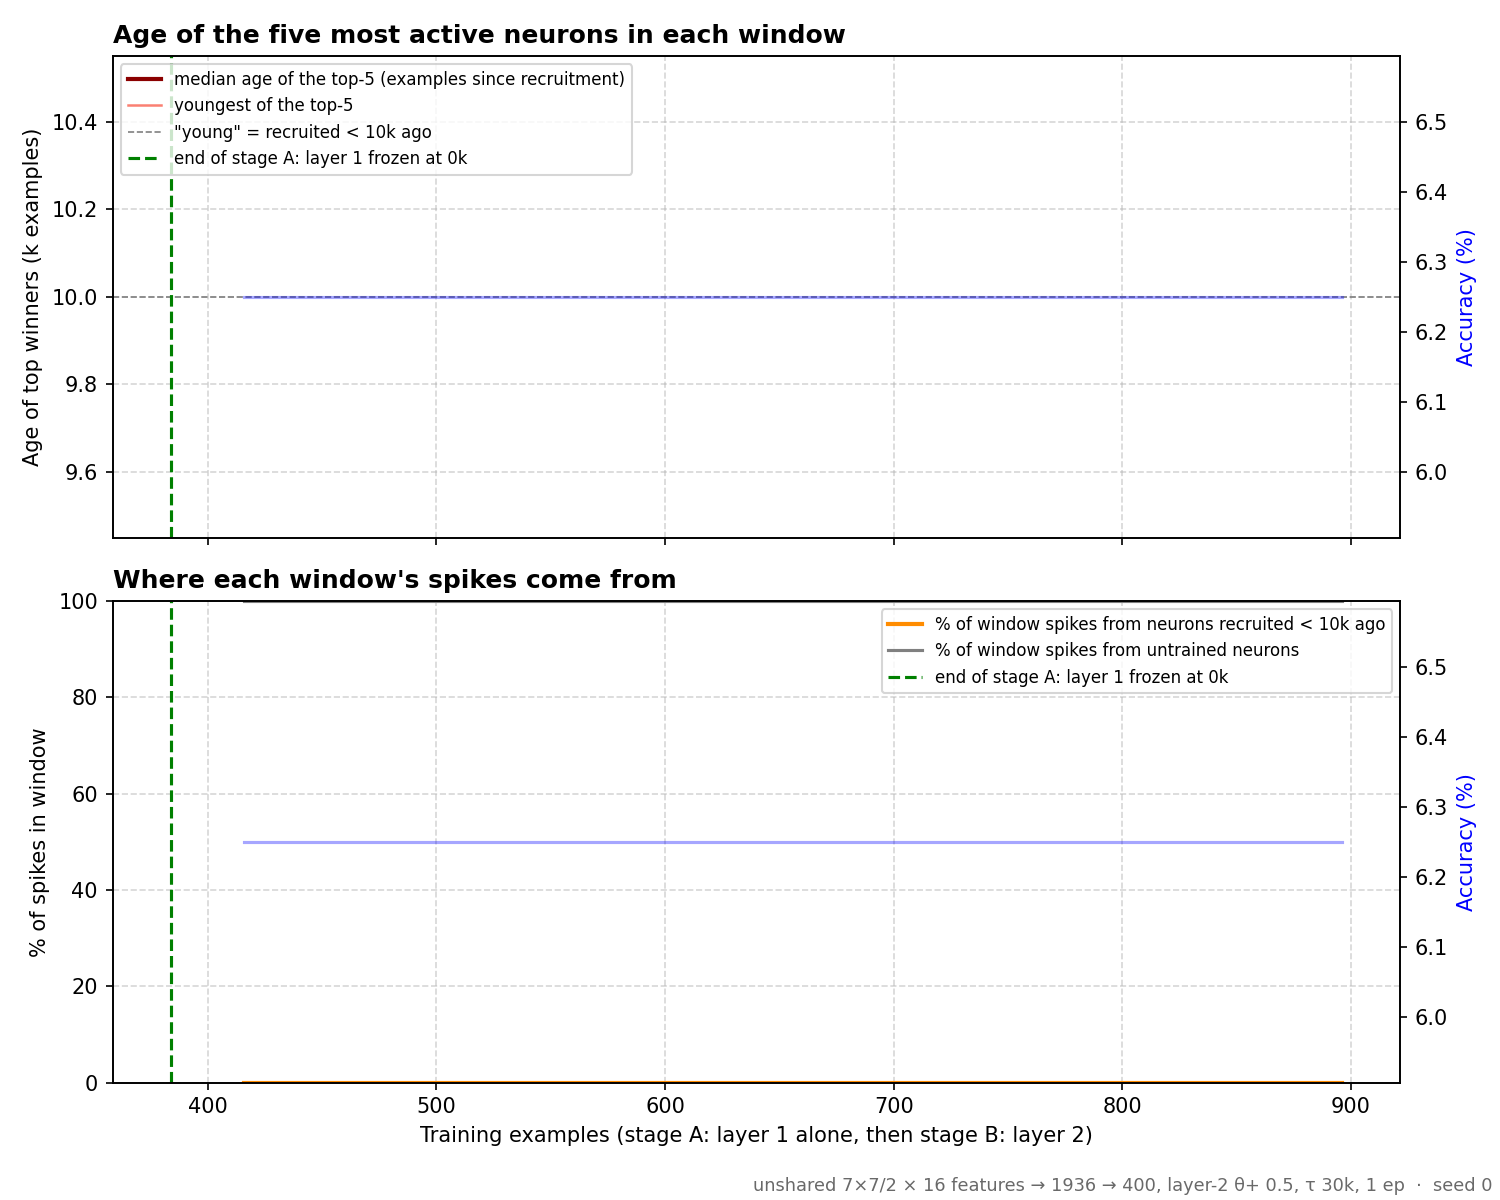 Age of the five most active neurons in each window
median age of the top-5 (examples since recruitment)
youngest of the top-5
"young" = recruited < 10k ago
end of stage A: layer 1 frozen at 0k
Age of top winners (k examples)
10.4
10.2
10.0
9.8
9.6
6.5
6.4
6.3
6.2
6.1
6.0
Accuracy (%)
Where each window's spikes come from
% of window spikes from neurons recruited < 10k ago
% of window spikes from untrained neurons
end of stage A: layer 1 frozen at 0k
% of spikes in window
100
80
60
40
20
0
6.5
6.4
6.3
6.2
6.1
6.0
Accuracy (%)
400 500 600 700 800 900
Training examples (stage A: layer 1 alone, then stage B: layer 2)
unshared 7×7/2 × 16 features → 1936 → 400, layer-2 θ+ 0.5, τ 30k, 1 ep · seed 0